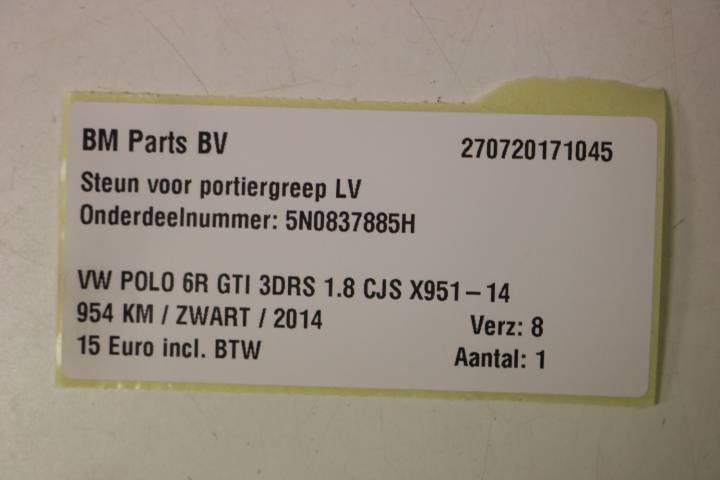 BM Parts BV 270720171045
Steun voor portiergreep LV
Onderdeelnummer: 5N0837885H
VW POLO 6R GTI 3DRS 1.8 CJS X951-14
954 KM / ZWART / 2014 Verz: 8
15 Euro incl. BTW Aantal: 1